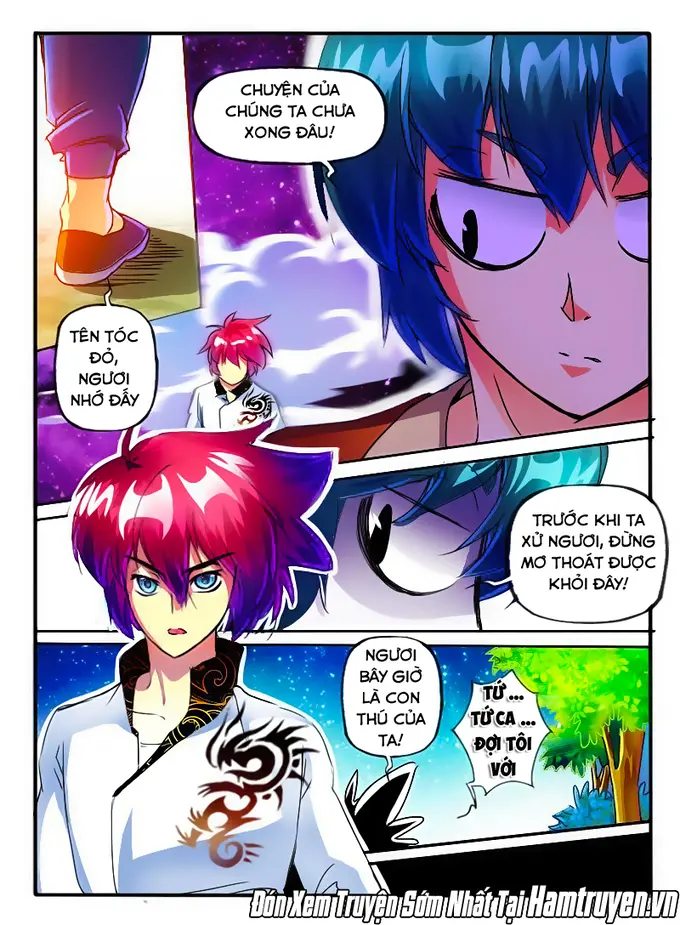 CHUYỆN CỦA
CHÚNG TA CHƯA
XONG ĐÂU!
TÊN TÓC
ĐỎ,
NGƯƠI
NHỚ ĐẤY
TRƯỚC KHI TA
XỬ NGƯƠI, ĐỪNG
MƠ THOÁT ĐƯỢC
KHỎI ĐÂY!
NGƯƠI
BÂY GIỜ
LÀ CON
THÚ CỦA
TA!
TỨ ...
TỨ CA ...
ĐỢI TÔI
VỚI
Đón Xem Truyện Sớm Nhất Tại Hamtruyen.vn